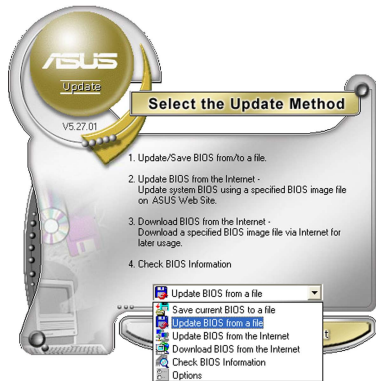 ASUS
Update
V5.27.01
Select the Update Method
1. Update/Save BIOS from/to a file.
2. Update BIOS from the Internet -
Update system BIOS using a specified BIOS image file
on ASUS Web Site.
3. Download BIOS from the Internet -
Download a specified BIOS image file via Internet for
later usage.
4. Check BIOS Information
Update BIOS from a file
Save current BIOS to a file
Update BIOS from a file
Update BIOS from the Internet
Download BIOS from the Internet
Check BIOS Information
Options